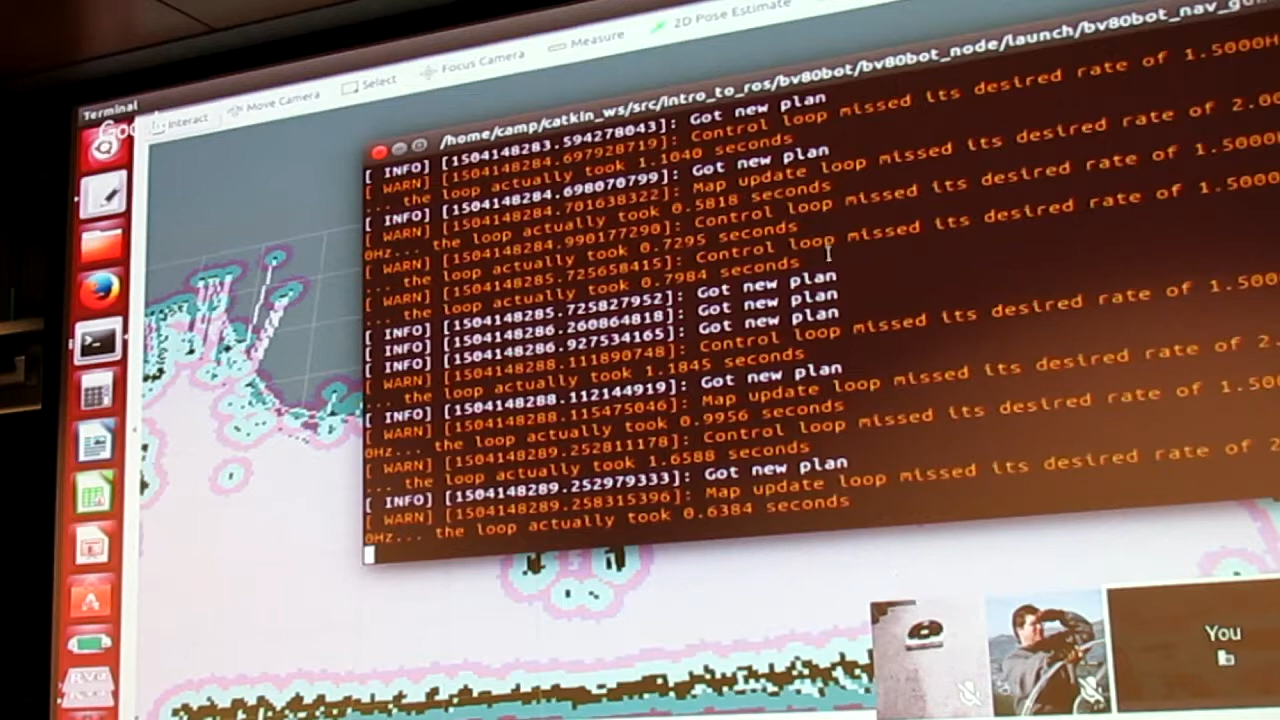 2D Pose Estimate
Measure
Focus Camera
Select
Move Camera
Interact
Terminal
Goo
/home/camp/catkin_ws/src/intro_to_ros/bv80bot/bv80bot_node/launch/bv80bot_nav_
[ INFO] [1504148283.594278043]: Got new plan
[ WARN] [1504148284.697928719]: Control loop missed its desired rate of 1.5000H
... the loop actually took 1.1040 seconds
[ INFO] [1504148284.698070799]: Got new plan
[ WARN] [1504148284.701638322]: Map update loop missed its desired rate of 2.00
0Hz... the loop actually took 0.5818 seconds
[ WARN] [1504148284.990177290]: Control loop missed its desired rate of 1.5000
... the loop actually took 0.7295 seconds
[ WARN] [1504148285.725658415]: Control loop missed its desired rate of 1.5000
... the loop actually took 0.7984 seconds
[ INFO] [1504148285.725827952]: Got new plan
[ INFO] [1504148286.260864818]: Got new plan
[ INFO] [1504148286.927534165]: Got new plan
[ WARN] [1504148288.111890748]: Control loop missed its desired rate of 1.500
... the loop actually took 1.1845 seconds
[ INFO] [1504148288.112144919]: Got new plan
[ WARN] [1504148288.115475046]: Map update loop missed its desired rate of 2.
0Hz... the loop actually took 0.9956 seconds
[ WARN] [1504148289.252811178]: Control loop missed its desired rate of 1.50
... the loop actually took 1.6588 seconds
[ INFO] [1504148289.252979333]: Got new plan
[ WARN] [1504148289.258315396]: Map update loop missed its desired rate of 2
0Hz... the loop actually took 0.6384 seconds
You